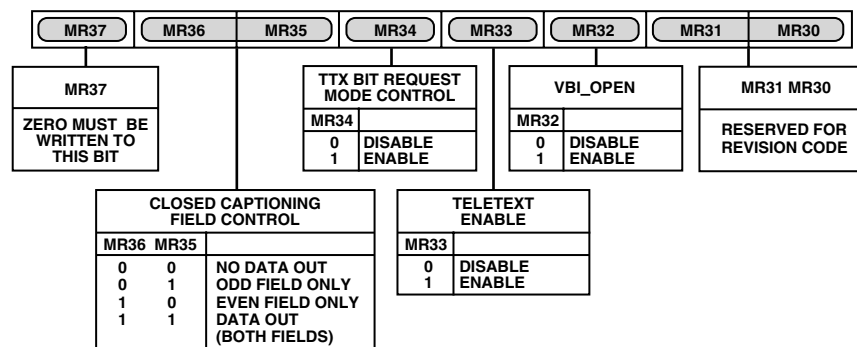 MR37 MR36 MR35 MR34 MR33 MR32 MR31 MR30
MR37
ZERO MUST BE
WRITTEN TO
THIS BIT
TTX BIT REQUEST
MODE CONTROL
MR34
0 DISABLE
1 ENABLE
VBI_OPEN
MR32
0 DISABLE
1 ENABLE
MR31 MR30
RESERVED FOR
REVISION CODE
CLOSED CAPTIONING
FIELD CONTROL
MR36 MR35
0 0 NO DATA OUT
0 1 ODD FIELD ONLY
1 0 EVEN FIELD ONLY
1 1 DATA OUT
(BOTH FIELDS)
TELETEXT
ENABLE
MR33
0 DISABLE
1 ENABLE